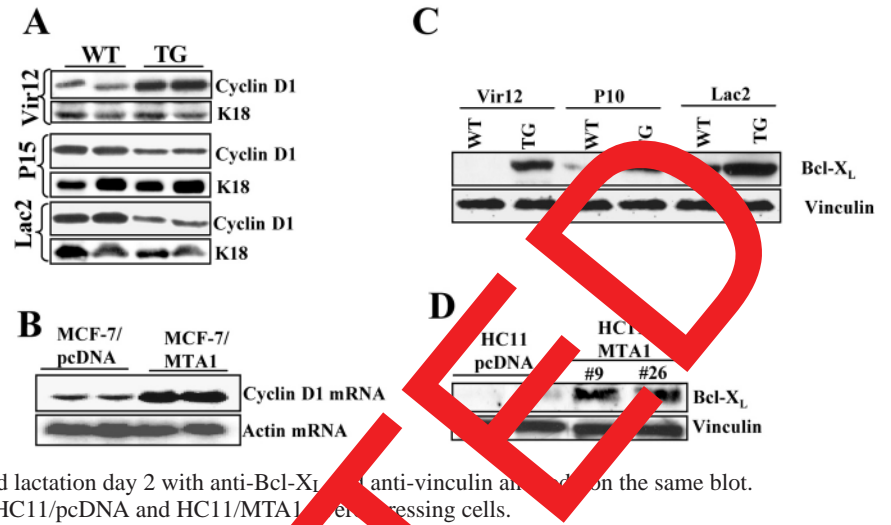 A
WT TG
Vir12
Cyclin D1
K18
P15
Cyclin D1
K18
Lac2
Cyclin D1
K18
B
MCF-7/ MCF-7/
pcDNA MTA1
Cyclin D1 mRNA
Actin mRNA
C
Vir12 P10 Lac2
WT TG WT WT TG
Bcl-XL
Vinculin
D
HC11
pcDNA MTA1
#9 #26
Bcl-XL
Vinculin
d lactation day 2 with anti-Bcl-XL anti-vinculin on the same blot.
HC11/pcDNA and HC11/MTA1 cells.
TED